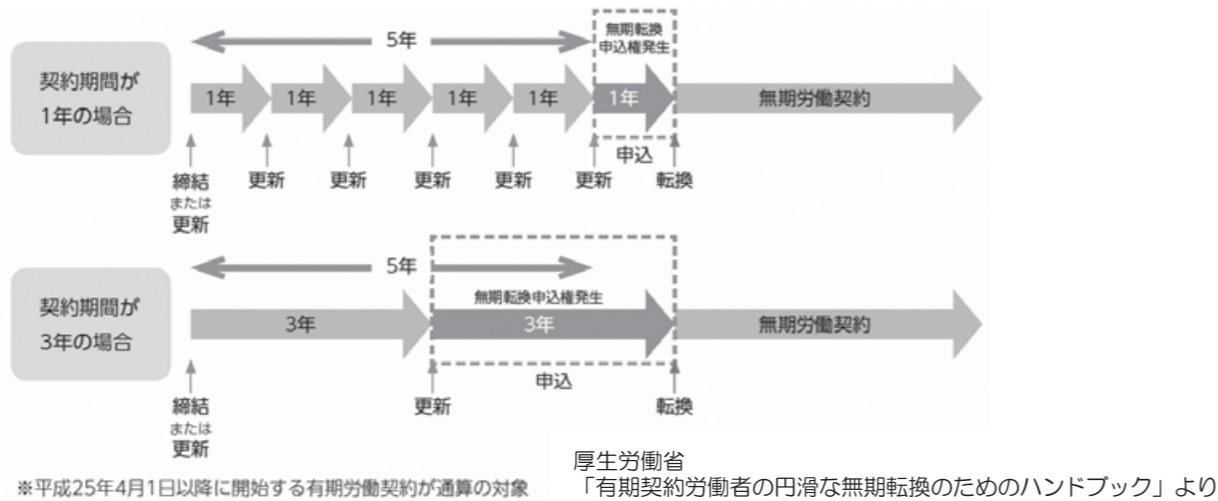 無期転換
申込権発生
5年
契約期間が
1年の場合
1年 1年 1年 1年 1年 1年 無期労働契約
申込
締結 更新 更新 更新 更新 更新 転換
または
更新
5年
契約期間が
3年の場合
無期転換申込権発生
3年 3年 無期労働契約
申込
締結 更新 転換
または
更新
※平成25年4月1日以降に開始する有期労働契約が通算の対象
厚生労働省
「有期契約労働者の円滑な無期転換のためのハンドブック」より